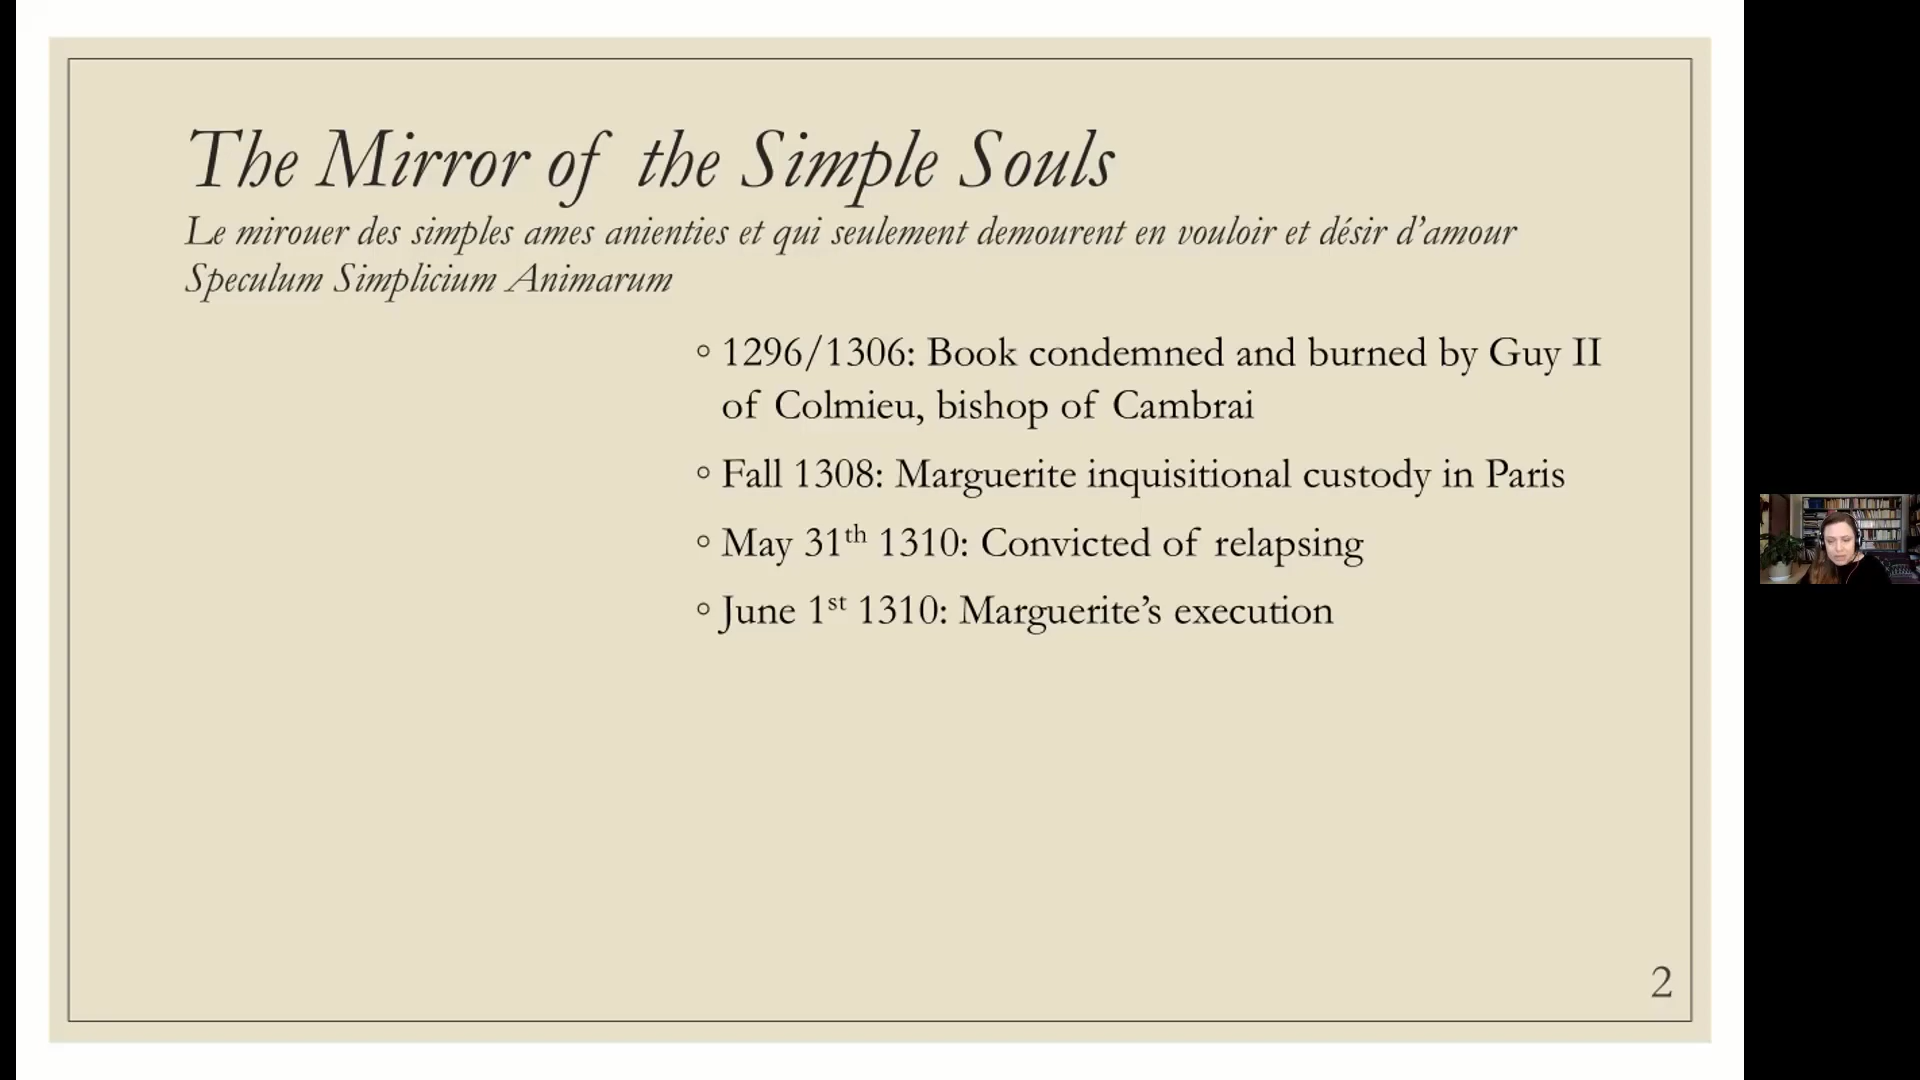 The Mirror of the Simple Souls
Le mirouer des simples ames anienties et qui seulement demourent en vouloir et désir d’amour
Speculum Simplicium Animarum
◦ 1296/1306: Book condemned and burned by Guy II
of Colmieu, bishop of Cambrai
◦ Fall 1308: Marguerite inquisitional custody in Paris
◦ May 31th 1310: Convicted of relapsing
◦ June 1st 1310: Marguerite’s execution
2